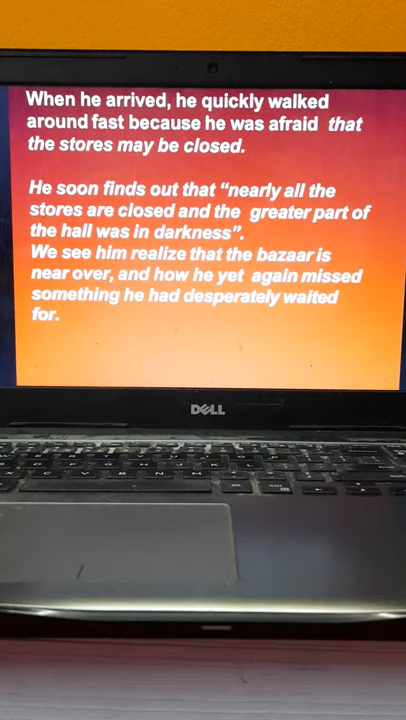 When he arrived, he quickly walked
around fast because he was afraid that
the stores may be closed.
He soon finds out that “nearly all the
stores are closed and the greater part of
the hall was in darkness”.
We see him realize that the bazaar is
near over, and how he yet again missed
something he had desperately waited
for.
DELL